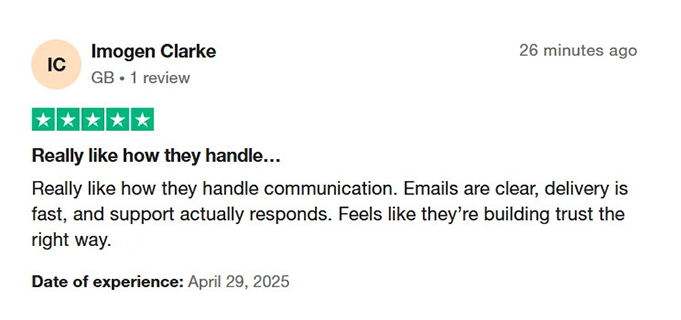 IC
Imogen Clarke
26 minutes ago
GB • 1 review
Really like how they handle…
Really like how they handle communication. Emails are clear, delivery is
fast, and support actually responds. Feels like they’re building trust the
right way.
Date of experience: April 29, 2025